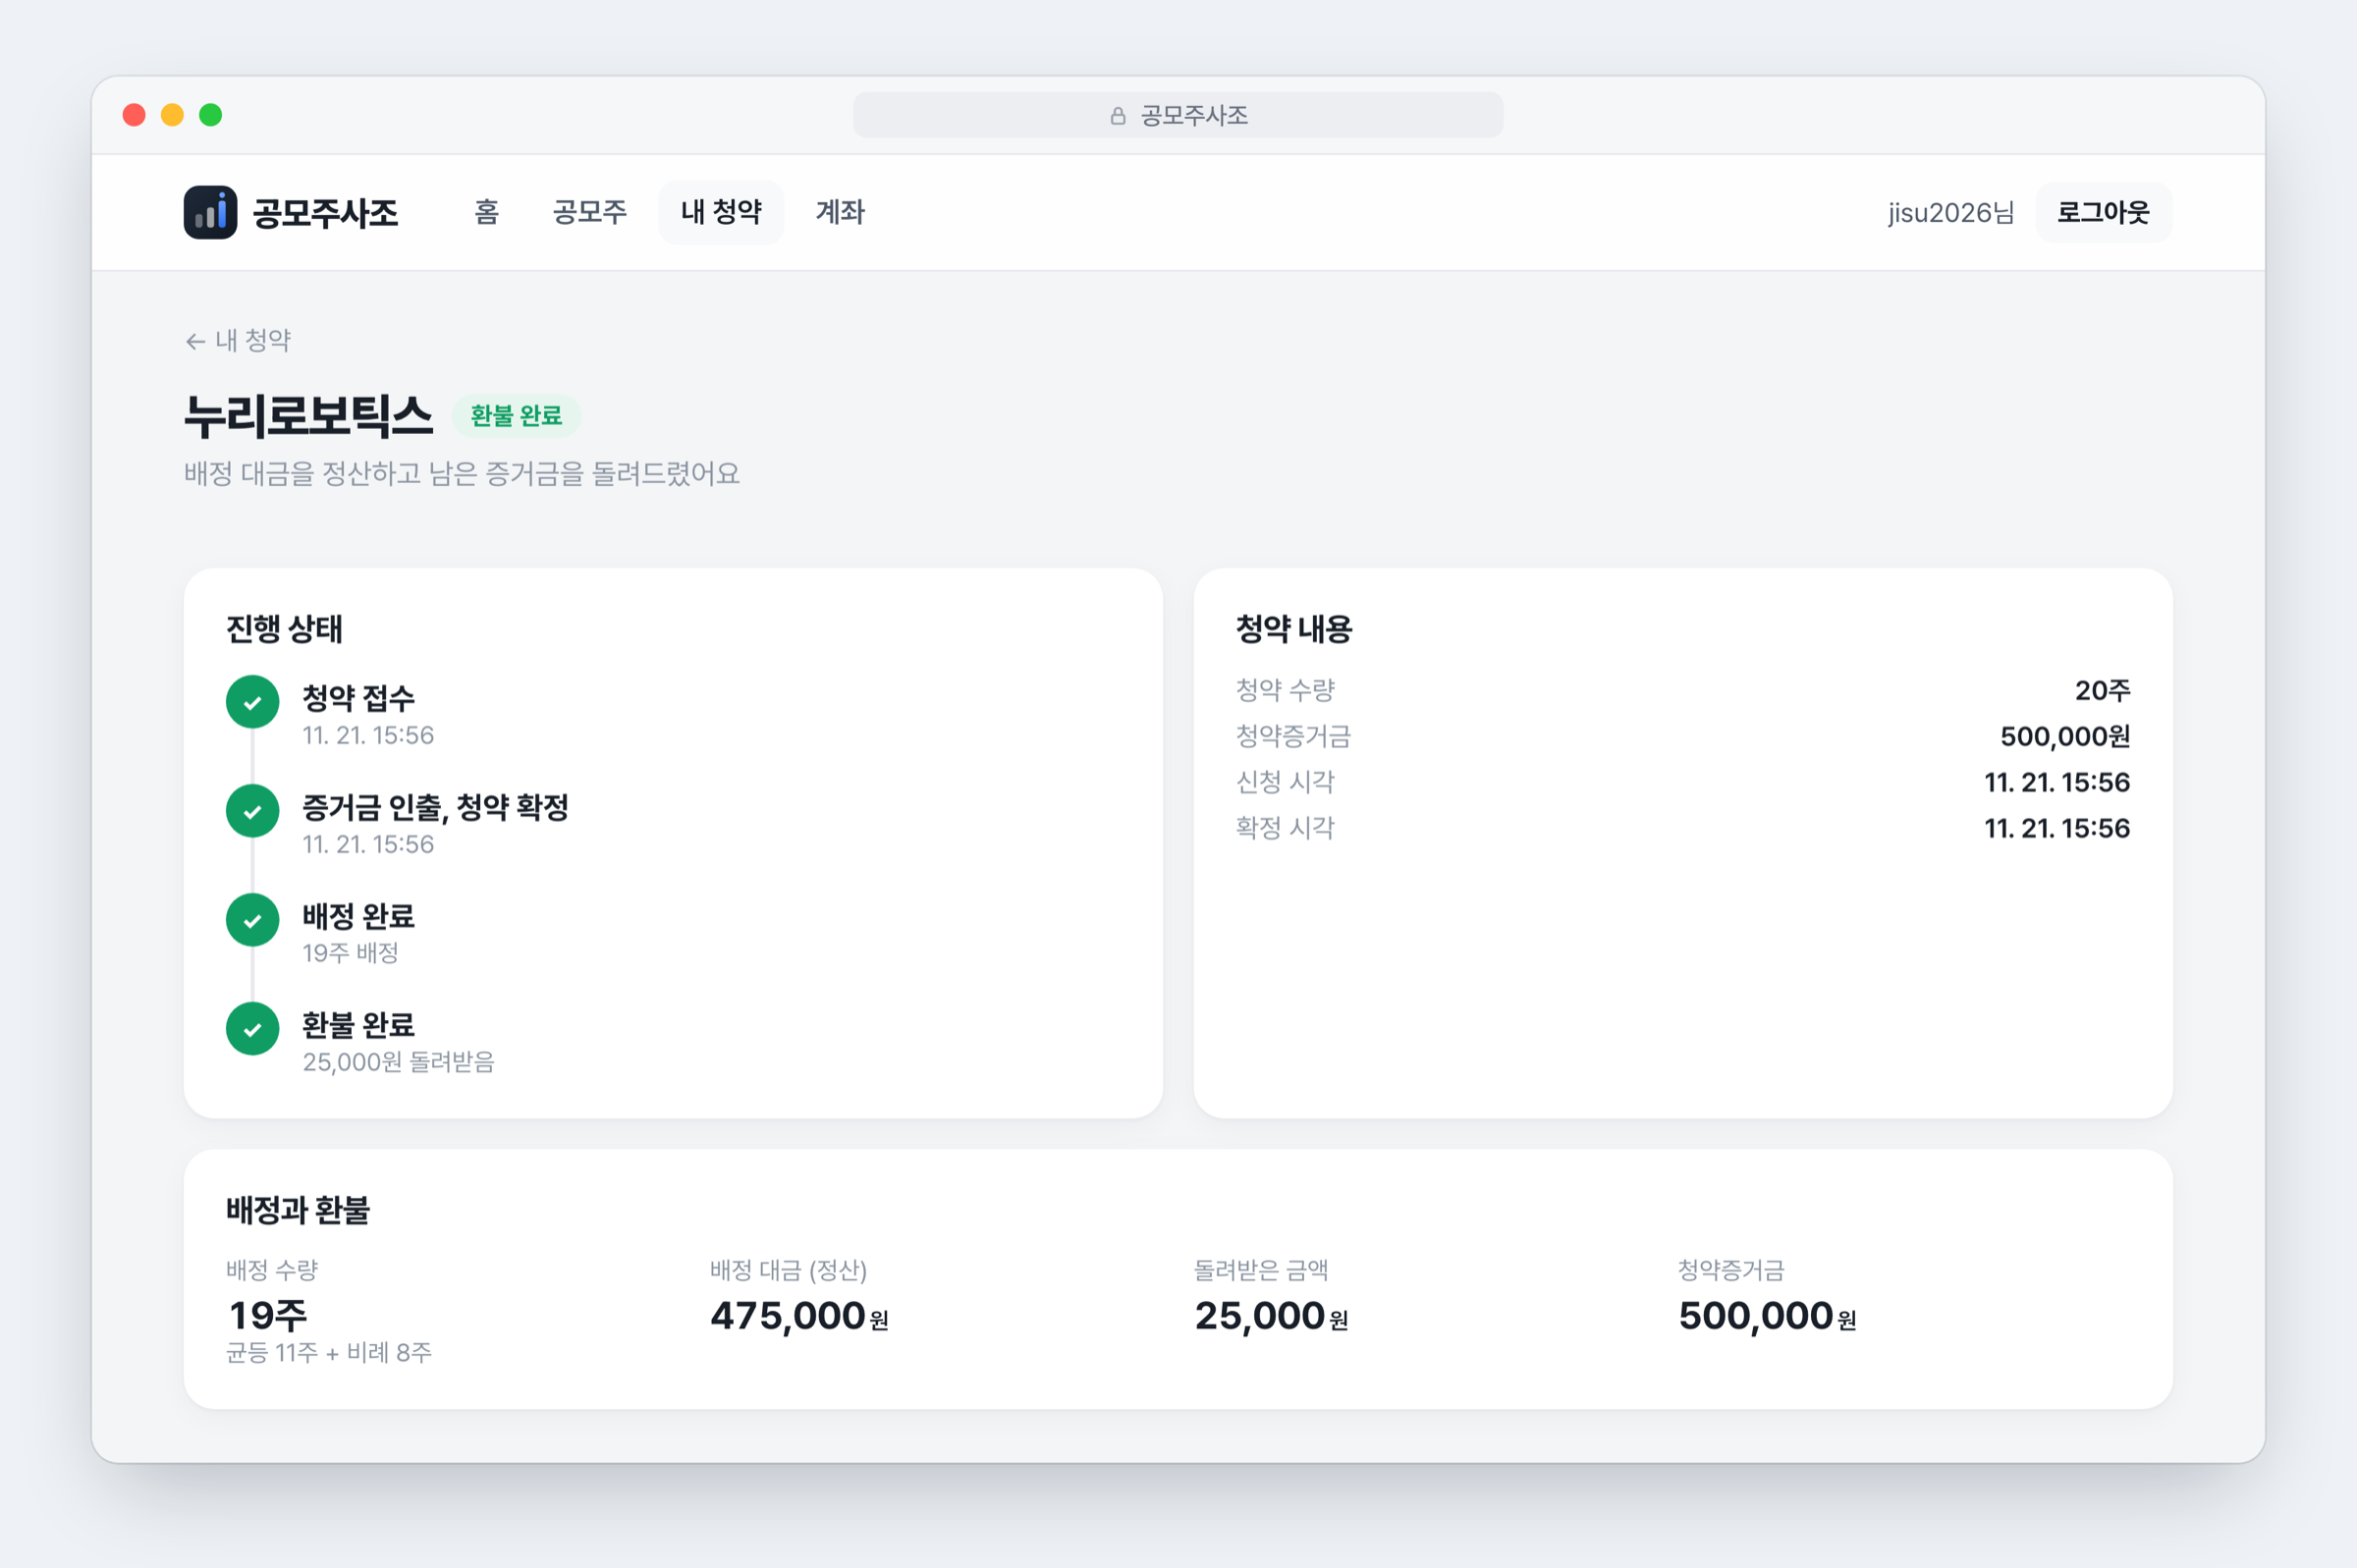 공모주사조
공모주사조 홈 공모주 내 청약 계좌 jisu2026님 로그아웃
← 내 청약
누리로보틱스 환불 완료
배정 대금을 정산하고 남은 증거금을 돌려드렸어요
진행 상태
청약 접수
11. 21. 15:56
증거금 인출, 청약 확정
11. 21. 15:56
배정 완료
19주 배정
환불 완료
25,000원 돌려받음
청약 내용
청약 수량 20주
청약증거금 500,000원
신청 시각 11. 21. 15:56
확정 시각 11. 21. 15:56
배정과 환불
배정 수량
19주
균등 11주 + 비례 8주
배정 대금 (정산)
475,000원
돌려받은 금액
25,000원
청약증거금
500,000원